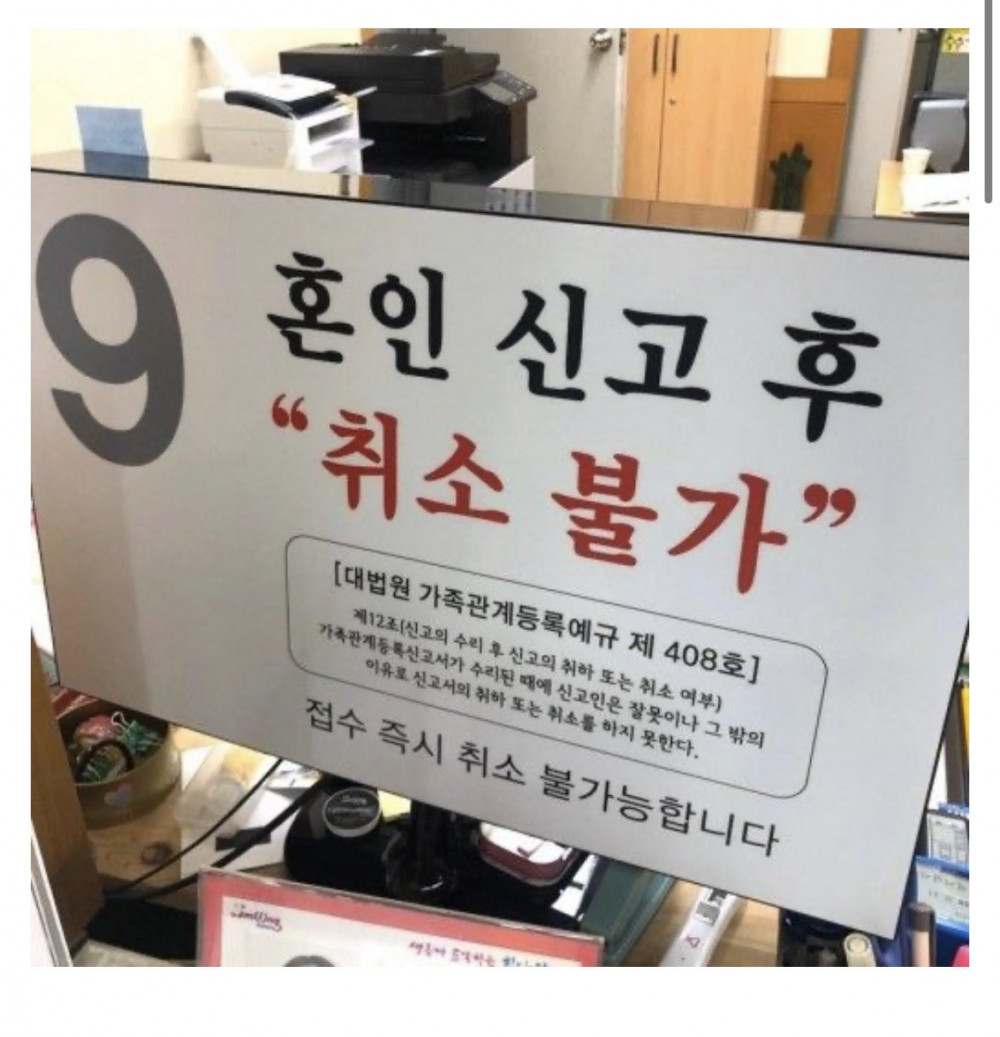 9
혼인 신고 후
“취소 불가”
[대법원 가족관계등록예규 제 408호]
제12조(신고의 수리 후 신고의 취하 또는 취소 여부)
가족관계등록신고서가 수리된 때에 신고인은 잘못이나 그 밖의
이유로 신고서의 취하 또는 취소를 하지 못한다.
접수 즉시 취소 불가능합니다